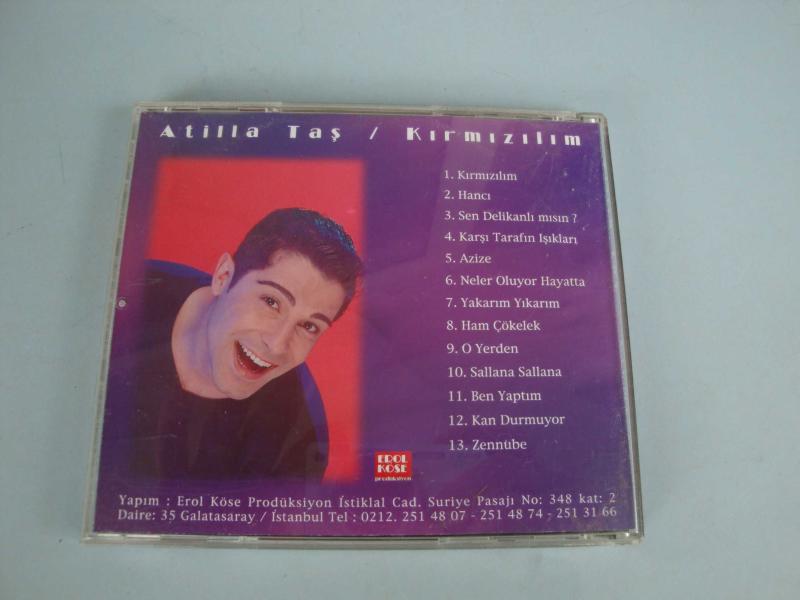 Atilla Taş / Kırmızılım
1. Kırmızılım
2. Hancı
3. Sen Delikanlı mısın ?
4. Karşı Tarafın Işıkları
5. Azize
6. Neler Oluyor Hayatta
7. Yakarım Yıkarım
8. Ham Çökelek
9. O Yerden
10. Sallana Sallana
11. Ben Yaptım
12. Kan Durmuyor
13. Zennübe
EROL
KÖSE
prodüksiyon
Yapım : Erol Köse Prodüksiyon İstiklal Cad. Suriye Pasajı No: 348 kat: 2
Daire: 35 Galatasaray / İstanbul Tel : 0212. 251 48 07 - 251 48 74 - 251 31 66